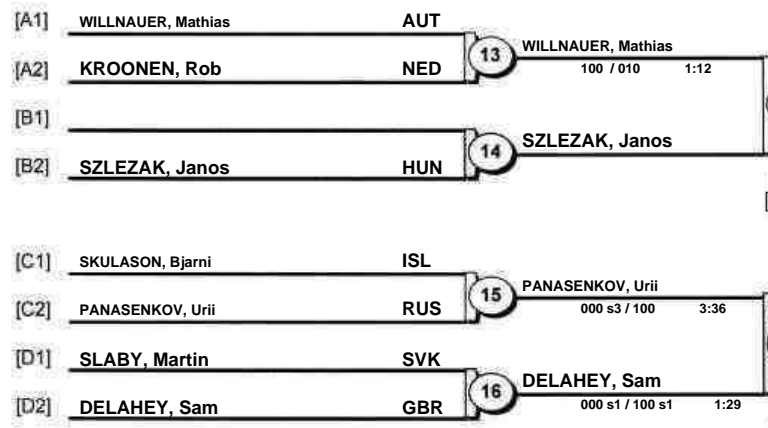 [A1] WILLNAUER, Mathias AUT
13 WILLNAUER, Mathias
[A2] KROONEN, Rob NED
100 / 010 1:12
[B1]
14 SZLEZAK, Janos
[B2] SZLEZAK, Janos HUN
[C1] SKULASON, Bjarni ISL
15 PANASENKOV, Urii
[C2] PANASENKOV, Urii RUS
000 s3 / 100 3:36
[D1] SLABY, Martin SVK
16 DELAHEY, Sam
[D2] DELAHEY, Sam GBR
000 s1 / 100 s1 1:29